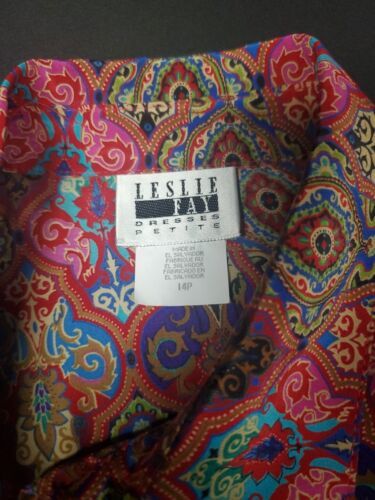 LESLIE
FAY
DRESSES
PETITE
MADE IN
EL SALVADOR
FABRIQUE AU
EL SALVADOR
FABRICADO EN
EL SALVADOR
14P